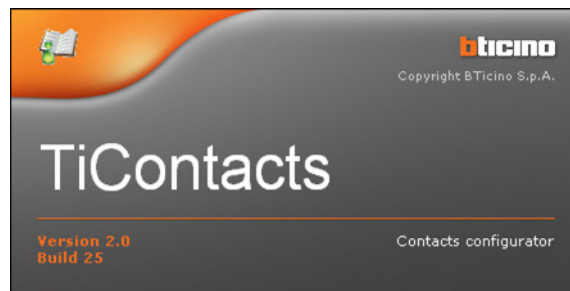 bticino
Copyright BTicino S.p.A.
TiContacts
Version 2.0
Contacts configurator
Build 25